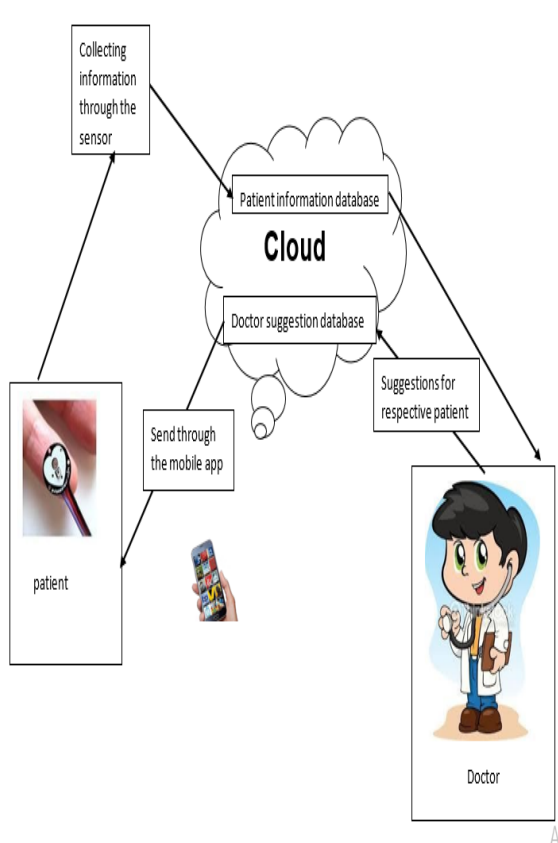 Collecting
information
through the
sensor
Patient information database
Cloud
Doctor suggestion database
Suggestions for
respective patient
Send through
the mobile app
patient
Doctor
A